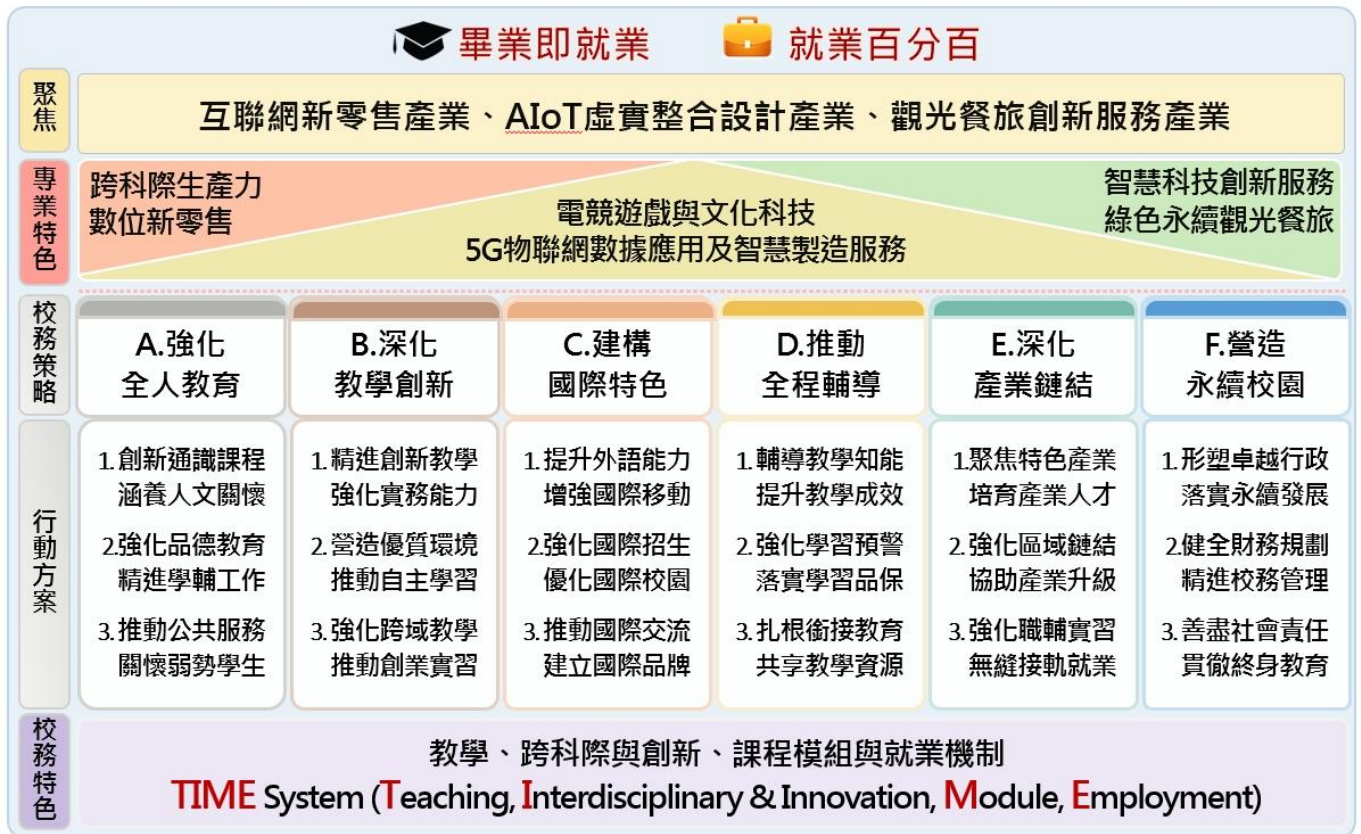 畢業即就業 就業百分百
聚焦
互聯網新零售產業、AIoT虛實整合設計產業、觀光餐旅創新服務產業
專業特色
跨科際生產力
數位新零售
電競遊戲與文化科技
5G物聯網數據應用及智慧製造服務
智慧科技創新服務
綠色永續觀光餐旅
校務策略
A.強化
全人教育
B.深化
教學創新
C.建構
國際特色
D.推動
全程輔導
E.深化
產業鏈結
F.營造
永續校園
行動方案
1.創新通識課程
涵養人文關懷
2.強化品德教育
精進學輔工作
3.推動公共服務
關懷弱勢學生
1.精進創新教學
強化實務能力
2.營造優質環境
推動自主學習
3.強化跨域教學
推動創業實習
1.提升外語能力
增強國際移動
2.強化國際招生
優化國際校園
3.推動國際交流
建立國際品牌
1.輔導教學知能
提升教學成效
2.強化學習預警
落實學習品保
3.扎根銜接教育
共享教學資源
1.聚焦特色產業
培育產業人才
2.強化區域鏈結
協助產業升級
3.強化職輔實習
無縫接軌就業
1.形塑卓越行政
落實永續發展
2.健全財務規劃
精進校務管理
3.善盡社會責任
貫徹終身教育
校務特色
教學、跨科際與創新、課程模組與就業機制
TIME System (Teaching, Interdisciplinary & Innovation, Module, Employment)